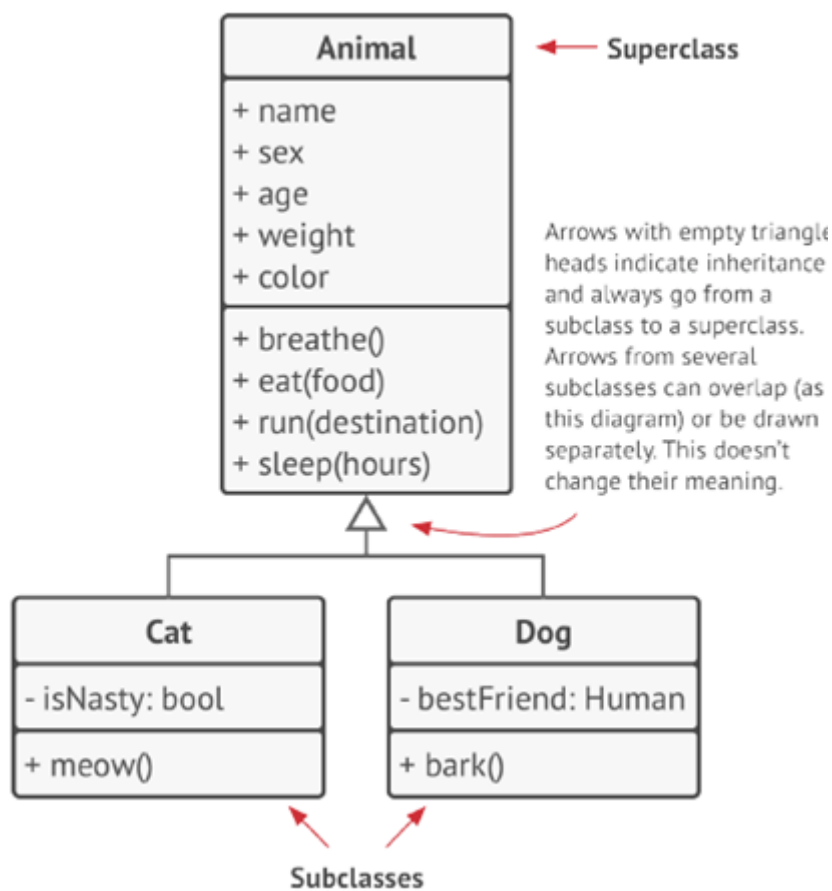 Animal
Superclass
+ name
+ sex
+ age
+ weight
+ color
+ breathe()
+ eat(food)
+ run(destination)
+ sleep(hours)
Arrows with empty triangle
heads indicate inheritance
and always go from a
subclass to a superclass.
Arrows from several
subclasses can overlap (as
this diagram) or be drawn
separately. This doesn't
change their meaning.
Cat
- isNasty: bool
+ meow()
Dog
- bestFriend: Human
+ bark()
Subclasses